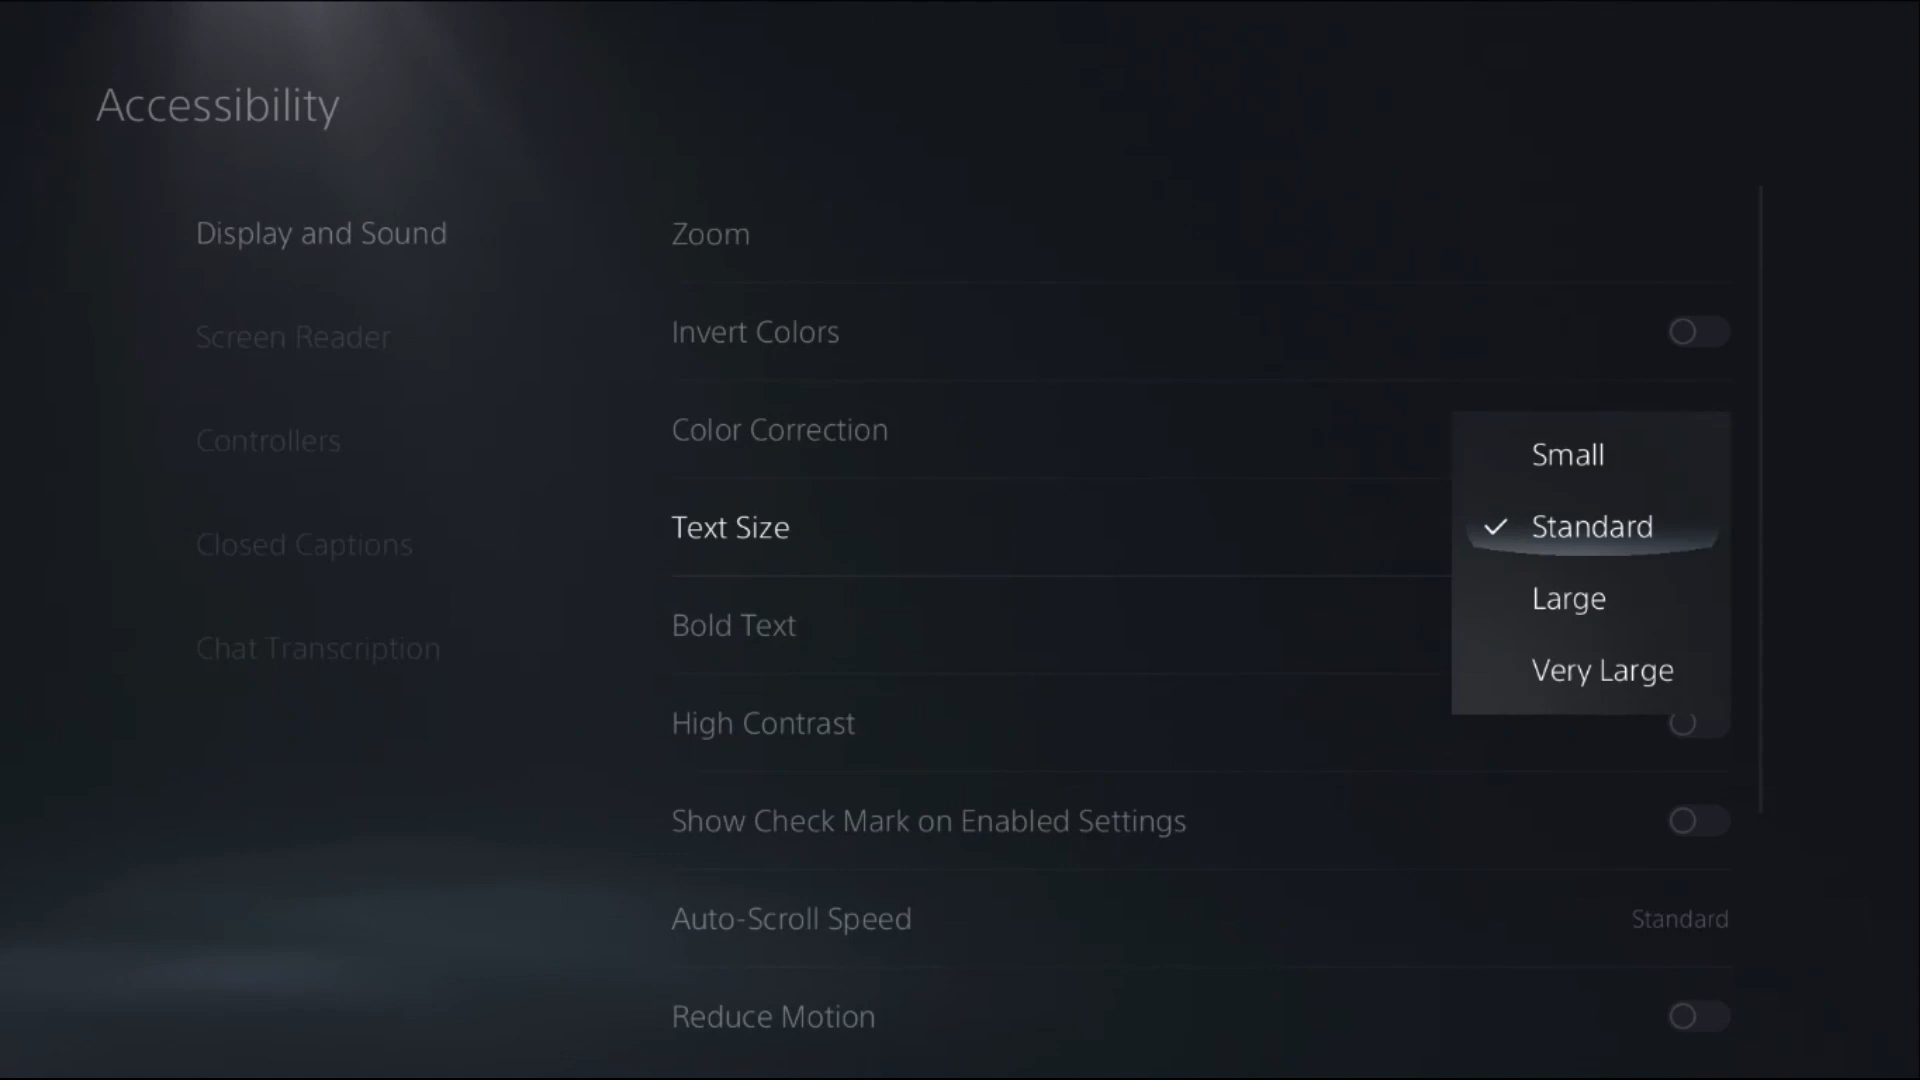 Accessibility
Display and Sound
Screen Reader
Controllers
Closed Captions
Chat Transcription
Zoom
Invert Colors
Color Correction
Text Size
Bold Text
High Contrast
Show Check Mark on Enabled Settings
Auto-Scroll Speed
Standard
Reduce Motion
Small
Standard
Large
Very Large